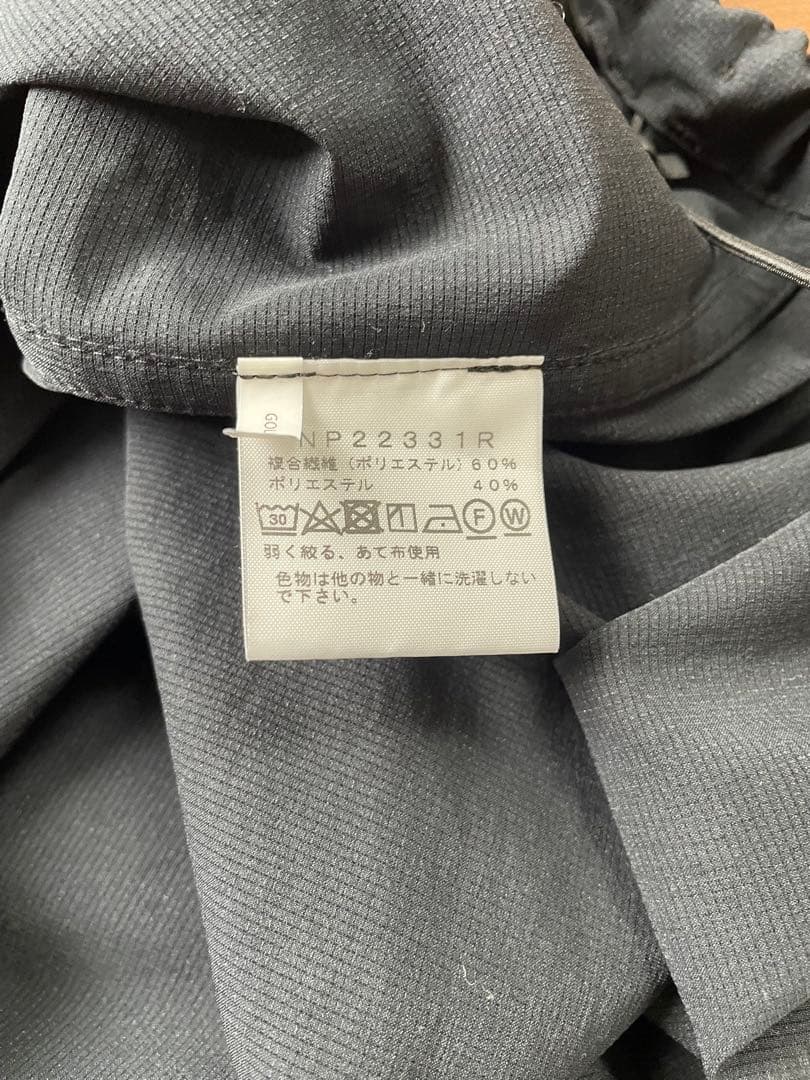 GOL
NP22331R
複合繊維(ポリエステル)60%
ポリエステル 40%
30 F W
弱く絞る、あて布使用
色物は他の物と一緒に洗濯しない
で下さい。